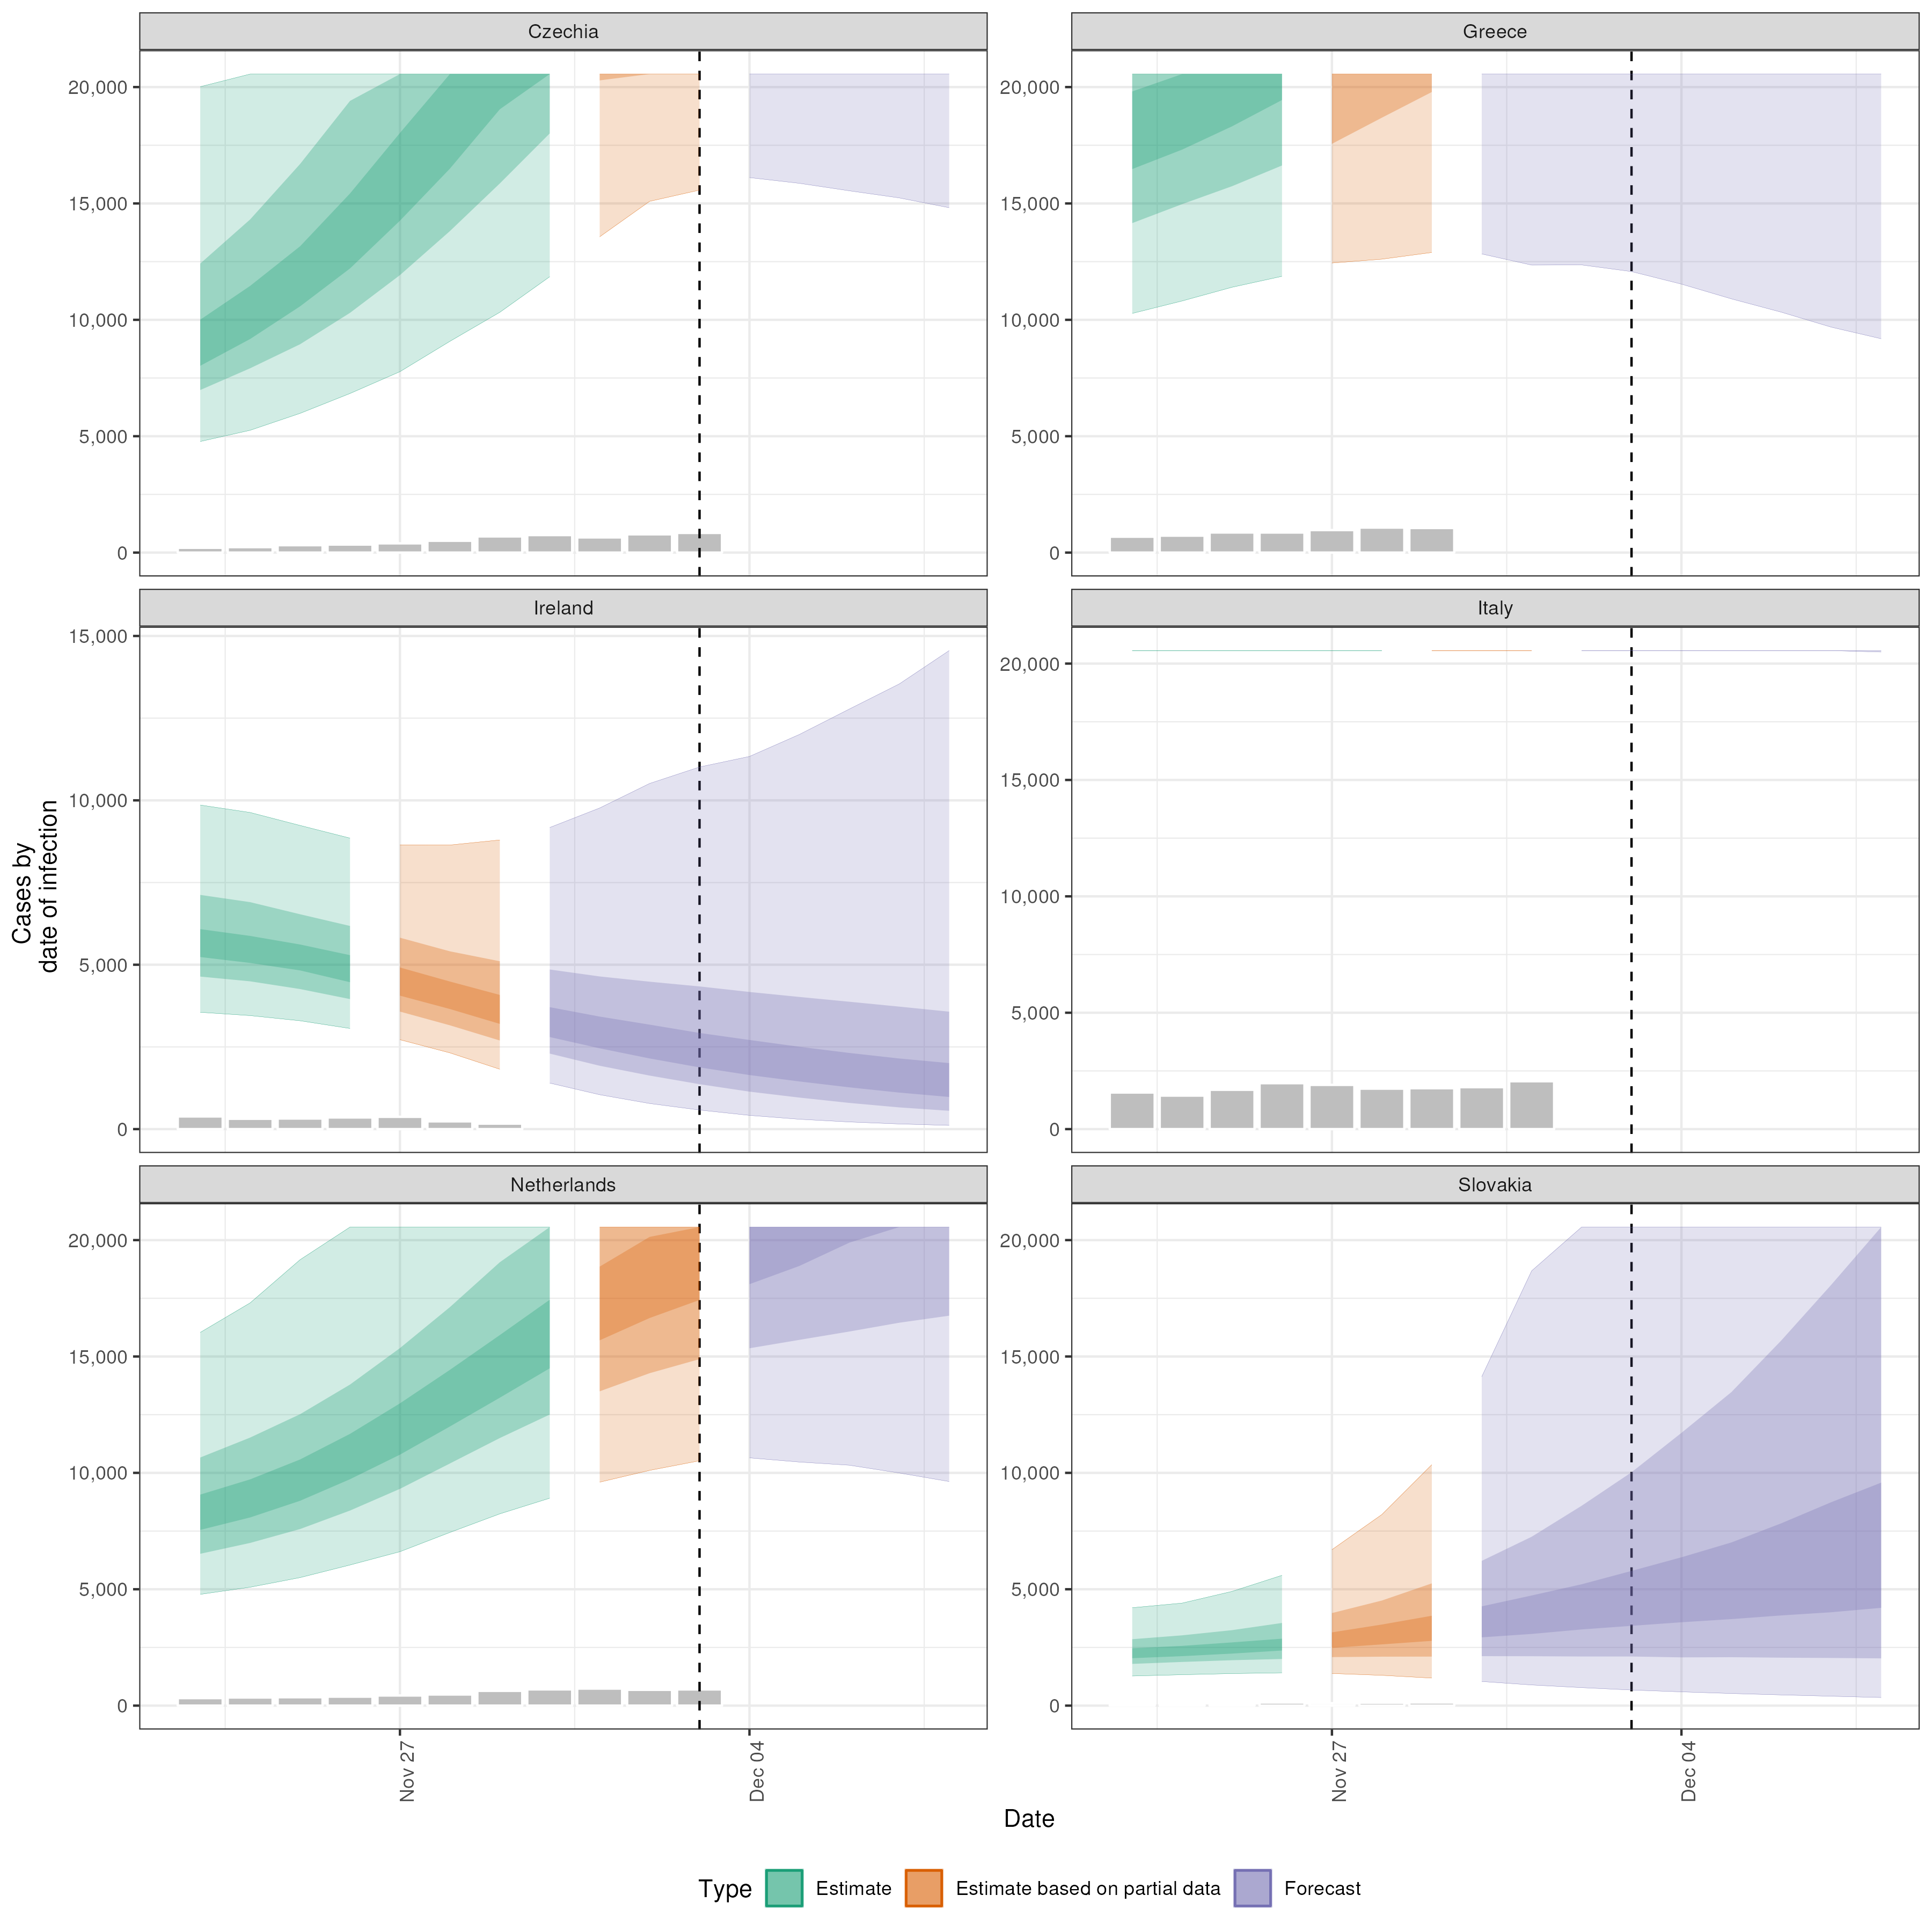 Czechia
Greece
20,000
15,000
10,000
5,000
0
20,000
15,000
10,000
5,000
0
Ireland
Italy
15,000
10,000
5,000
0
20,000
15,000
10,000
5,000
0
Cases by
date of infection
Netherlands
Slovakia
20,000
15,000
10,000
5,000
0
20,000
15,000
10,000
5,000
0
Nov 27
Dec 04
Nov 27
Dec 04
Date
Type Estimate Estimate based on partial data Forecast